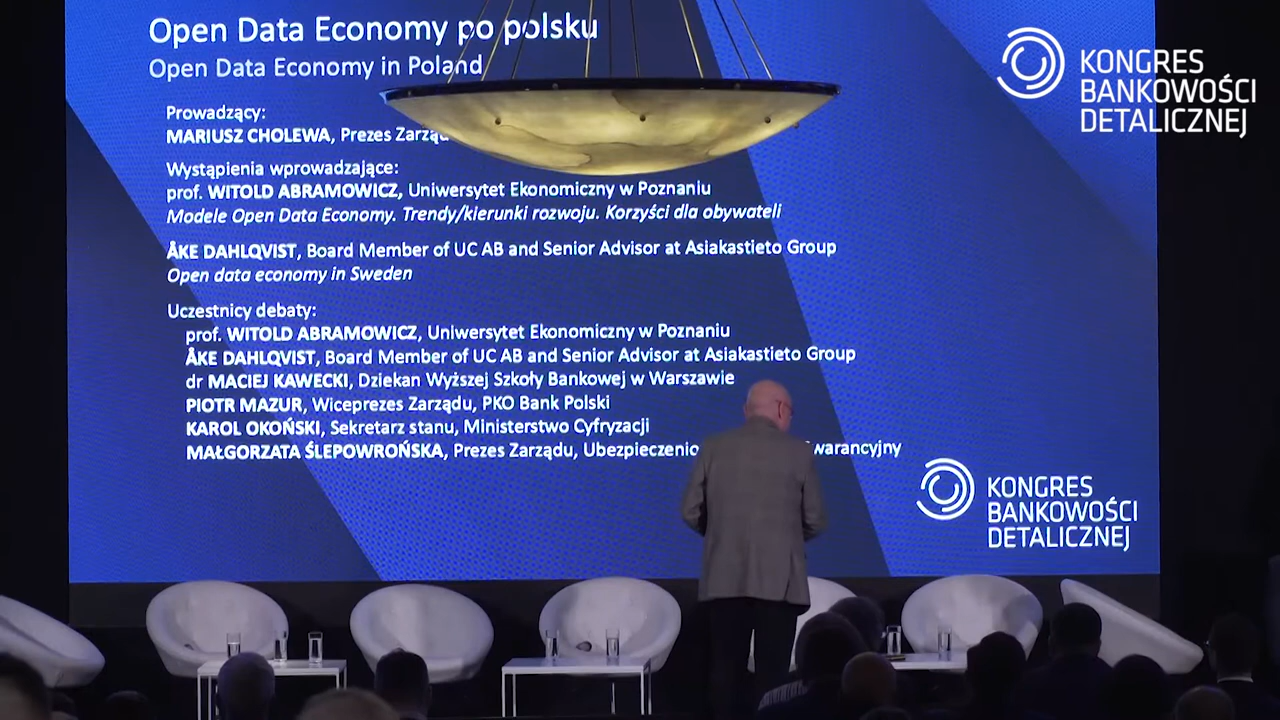 Open Data Economy po polsku
Open Data Economy in Poland
KONGRES
BANKOWOŚCI
DETALICZNEJ
Prowadzący:
MARIUSZ CHOLEWA, Prezes
Wystąpienia wprowadzające:
prof. WITOLD ABRAMOWICZ, Uniwersytet Ekonomiczny w Poznaniu
Modele Open Data Economy. Trendy/kierunki rozwoju. Korzyści dla obywateli
ÅKE DAHLQVIST, Board Member of UC AB and Senior Advisor at Asiakastieto Group
Open data economy in Sweden
Uczestnicy debaty:
prof. WITOLD ABRAMOWICZ, Uniwersytet Ekonomiczny w Poznaniu
ÅKE DAHLQVIST, Board Member of UC AB and Senior Advisor at Asiakastieto Group
dr MACIEJ KAWECKI, Dziekan Wyższej Szkoły Bankowej w Warszawie
PIOTR MAZUR, Wiceprezes Zarządu, PKO Bank Polski
KAROL OKOŃSKI, Sekretarz stanu, Ministerstwo Cyfryzacji
MAŁGORZATA ŚLEPOWROŃSKA, Prezes Zarządu,
KONGRES
BANKOWOŚCI
DETALICZNEJ